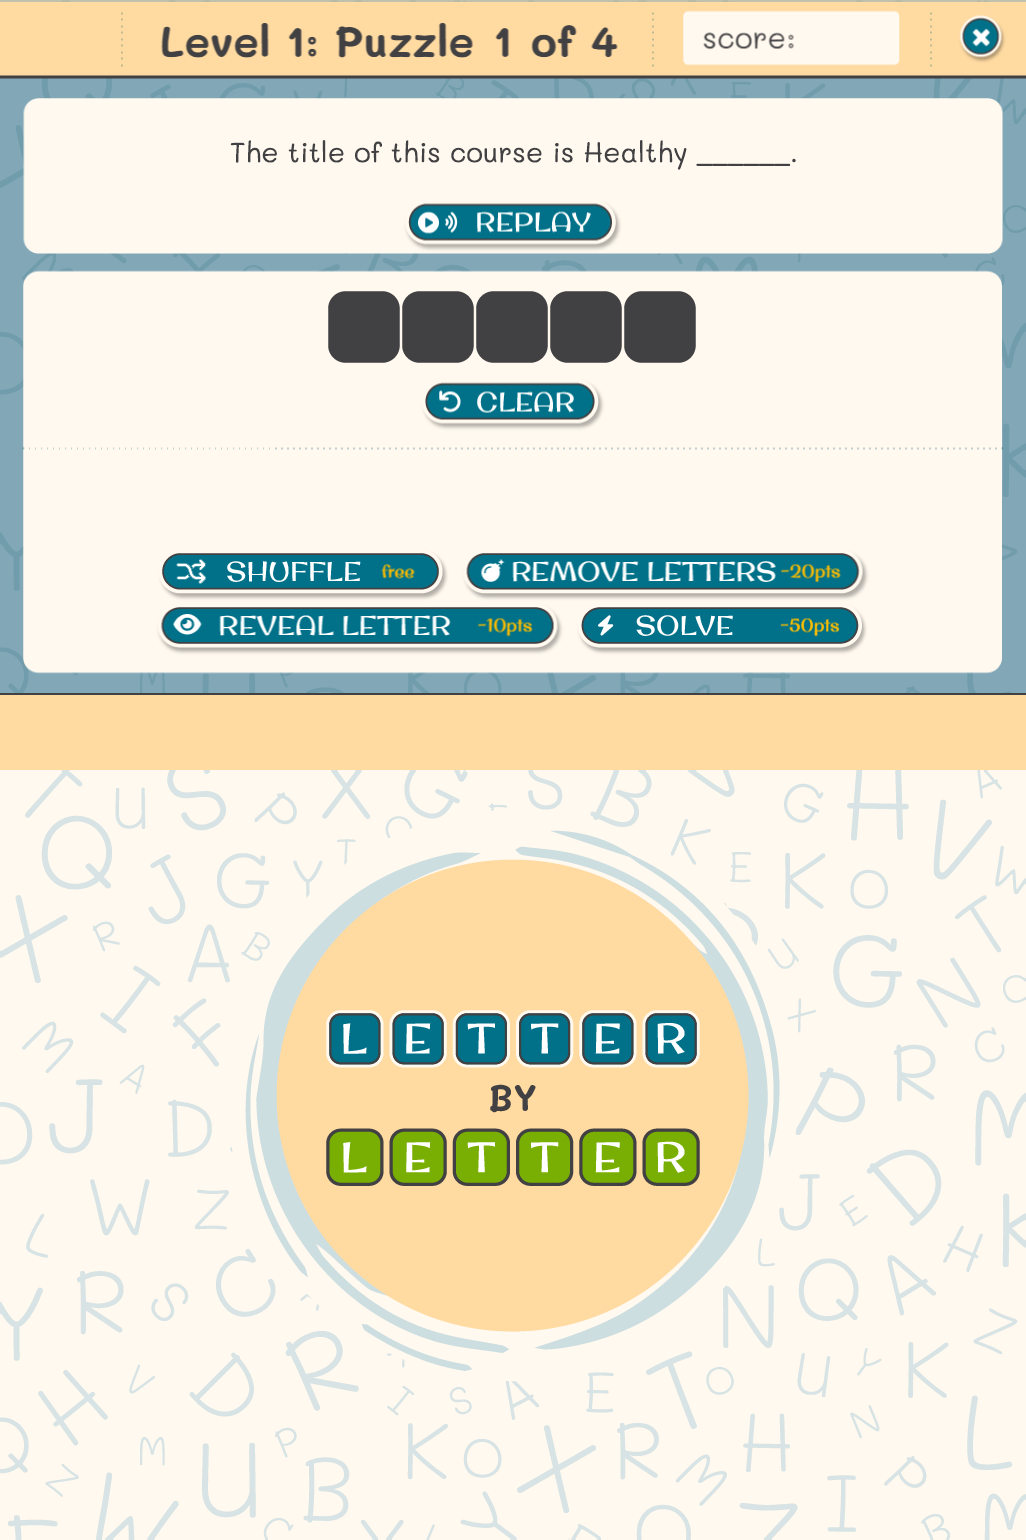 Level 1: Puzzle 1 of 4
score:
The title of this course is Healthy ______.
REPLAY
CLEAR
SHUFFLE free
REMOVE LETTERS -20pts
REVEAL LETTER -10pts
SOLVE -50pts
LETTER
BY
LETTER